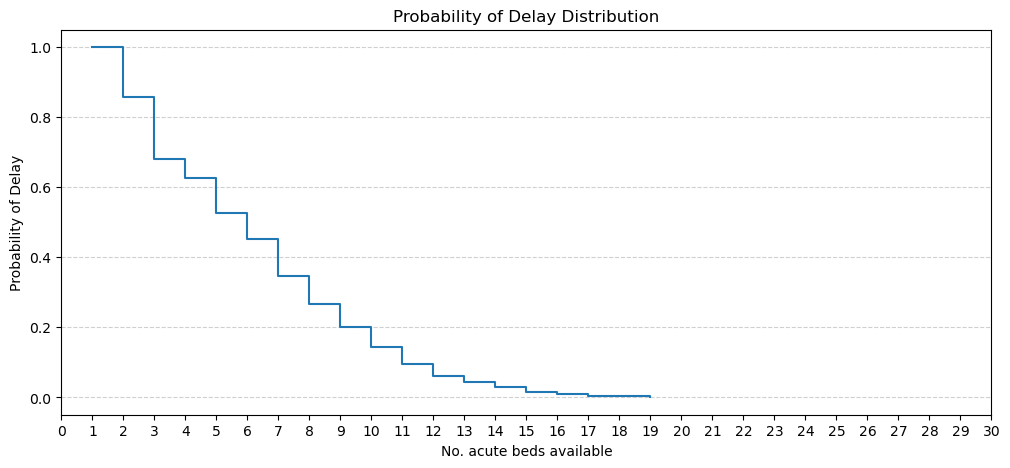 Probability of Delay Distribution
Probability of Delay
1.0
0.8
0.6
0.4
0.2
0.0
0 1 2 3 4 5 6 7 8 9 10 11 12 13 14 15 16 17 18 19 20 21 22 23 24 25 26 27 28 29 30
No. acute beds available